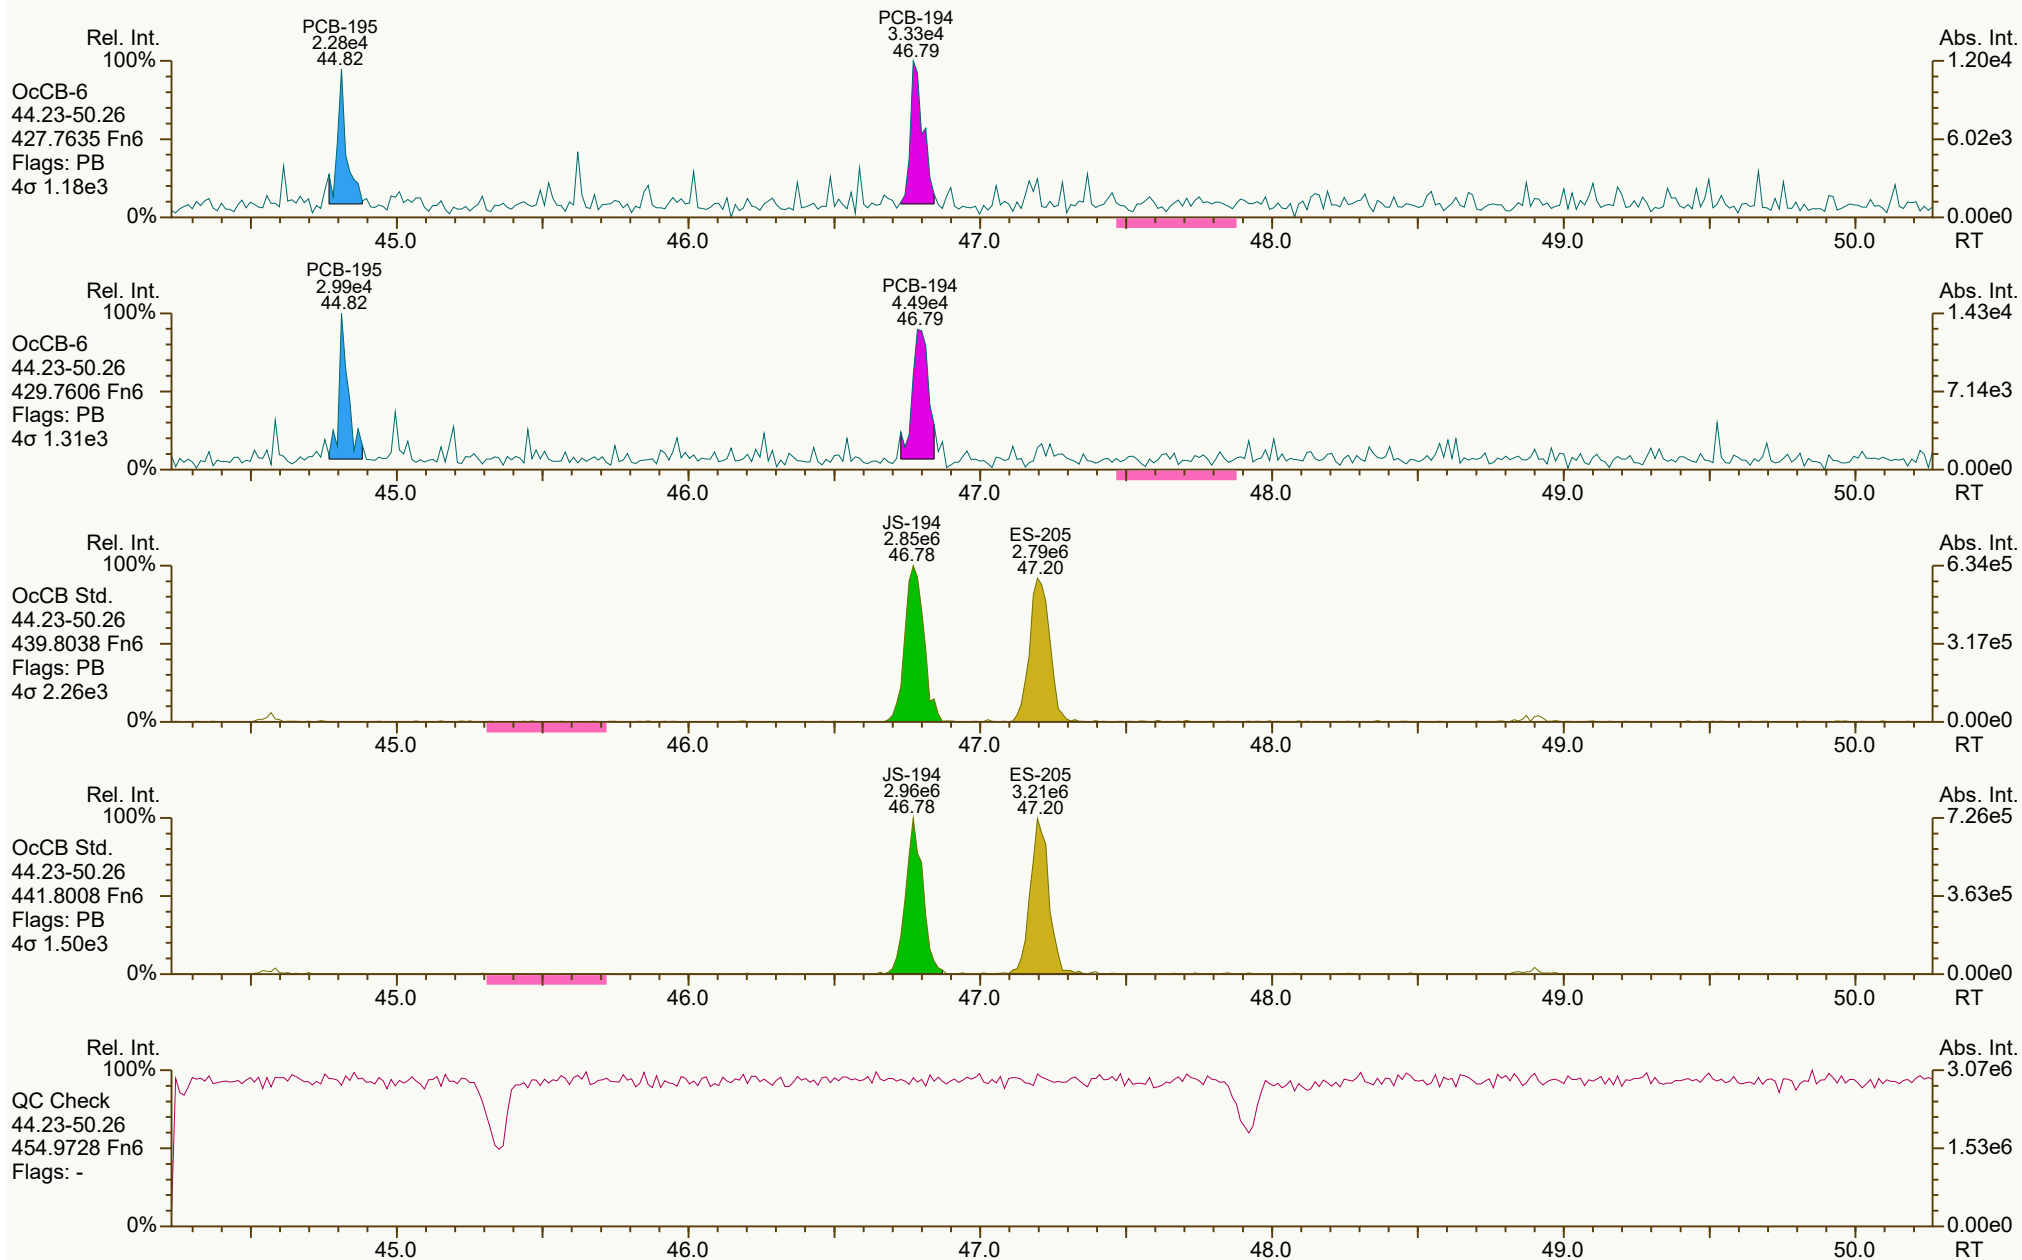 PCB-195
2.28e4
44.82
PCB-194
3.33e4
46.79
Rel. Int.
Abs. Int.
100%
1.20e4
OcCB-6
44.23-50.26
427.7635 Fn6
6.02e3
Flags: PB
4σ 1.18e3
0%
0.00e0
45.0
46.0
47.0
48.0
49.0
50.0
RT
PCB-195
2.99e4
44.82
PCB-194
4.49e4
46.79
Rel. Int.
Abs. Int.
100%
1.43e4
OcCB-6
44.23-50.26
429.7606 Fn6
7.14e3
Flags: PB
4σ 1.31e3
0%
0.00e0
45.0
46.0
47.0
48.0
49.0
50.0
RT
JS-194
2.85e6
46.78
ES-205
2.79e6
47.20
Rel. Int.
Abs. Int.
100%
6.34e5
OcCB Std.
44.23-50.26
439.8038 Fn6
3.17e5
Flags: PB
4σ 2.26e3
0%
0.00e0
45.0
46.0
47.0
48.0
49.0
50.0
RT
JS-194
2.96e6
46.78
ES-205
3.21e6
47.20
Rel. Int.
Abs. Int.
100%
7.26e5
OcCB Std.
44.23-50.26
441.8008 Fn6
3.63e5
Flags: PB
4σ 1.50e3
0%
0.00e0
45.0
46.0
47.0
48.0
49.0
50.0
RT
Rel. Int.
Abs. Int.
100%
3.07e6
QC Check
44.23-50.26
454.9728 Fn6
1.53e6
Flags: -
0%
0.00e0
45.0
46.0
47.0
48.0
49.0
50.0
RT